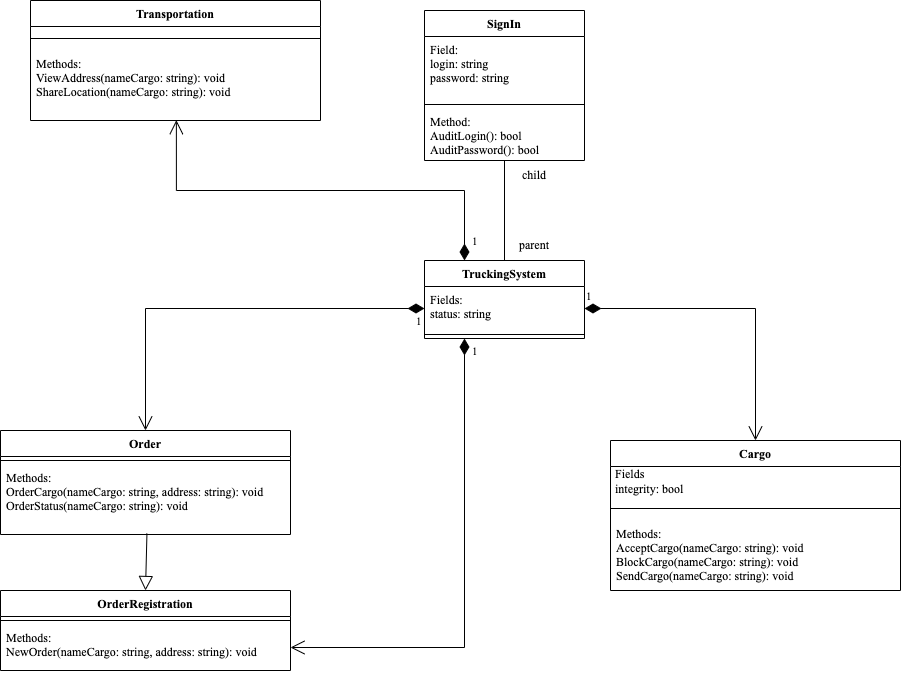 Transportation
Methods:
ViewAddress(nameCargo: string): void
ShareLocation(nameCargo: string): void
SignIn
Field:
login: string
password: string
Method:
AuditLogin(): bool
AuditPassword(): bool
child
parent
1
TruckingSystem
Fields:
status: string
1
1
1
Order
Methods:
OrderCargo(nameCargo: string, address: string): void
OrderStatus(nameCargo: string): void
Cargo
Fields
integrity: bool
Methods:
AcceptCargo(nameCargo: string): void
BlockCargo(nameCargo: string): void
SendCargo(nameCargo: string): void
OrderRegistration
Methods:
NewOrder(nameCargo: string, address: string): void